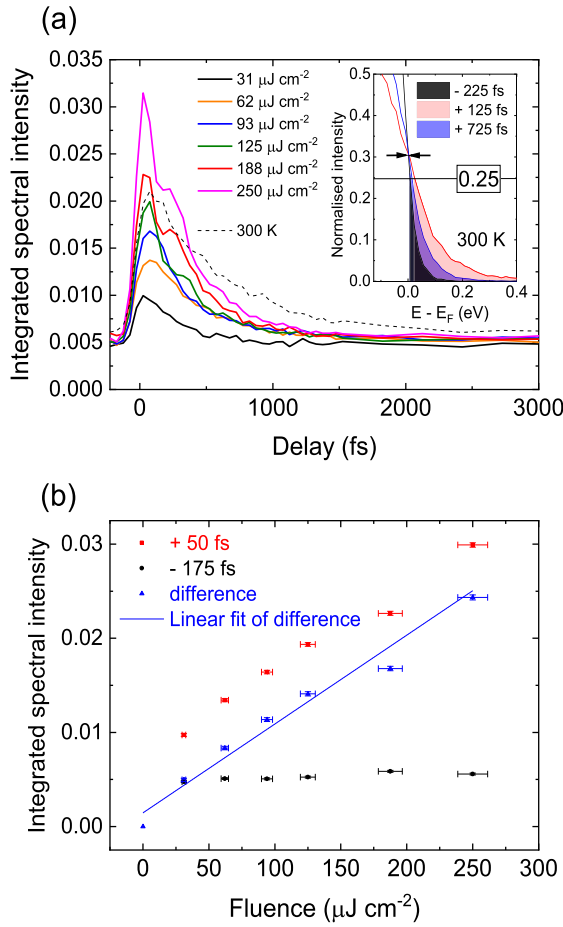 (a)
0.035
0.030
0.025
0.020
0.015
0.010
0.005
0.000
Integrated spectral intensity
31 μJ cm-2
62 μJ cm-2
93 μJ cm-2
125 μJ cm-2
188 μJ cm-2
250 μJ cm-2
300 K
0.5
0.4
0.3
0.2
0.1
0.0
Normalised intensity
- 225 fs
+ 125 fs
+ 725 fs
0.25
300 K
0.0 0.2 0.4
E - EF (eV)
0 1000 2000 3000
Delay (fs)
(b)
0.03
0.02
0.01
0.00
Integrated spectral intensity
+ 50 fs
- 175 fs
difference
Linear fit of difference
0 50 100 150 200 250 300
Fluence (μJ cm-2)